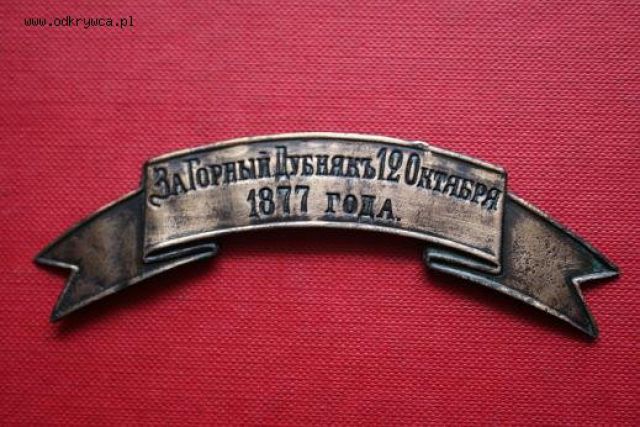 www.odkrywca.pl
За Горный Дубнякъ 12 Октября
1877 года.